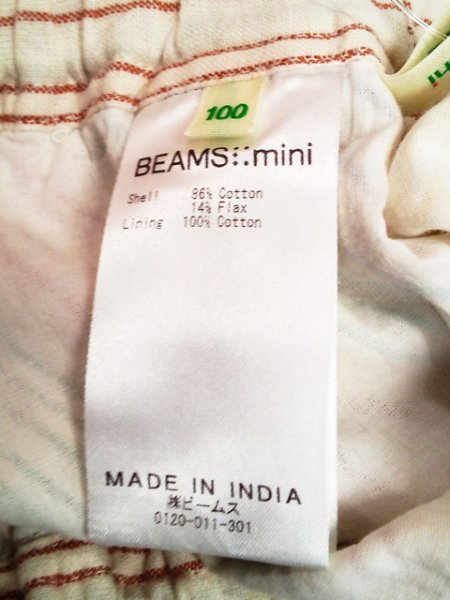 100
BEAMS::mini
Shell 86% Cotton
14% Flax
Lining 100% Cotton
MADE IN INDIA
㈱ビームス
0120-011-301